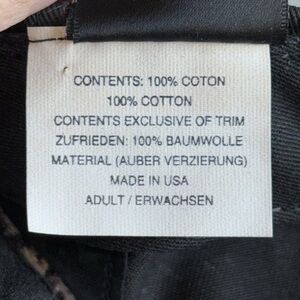 CONTENTS: 100% COTON
100% COTTON
CONTENTS EXCLUSIVE OF TRIM
ZUFRIEDEN: 100% BAUMWOLLE
MATERIAL (AUBER VERZIERUNG)
MADE IN USA
ADULT / ERWACHSEN